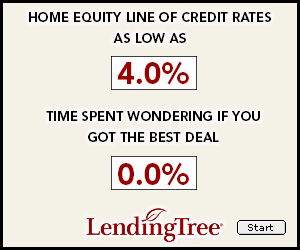 HOME EQUITY LINE OF CREDIT RATES
AS LOW AS
4.0%
TIME SPENT WONDERING IF YOU
GOT THE BEST DEAL
0.0%
LendingTree®
Start